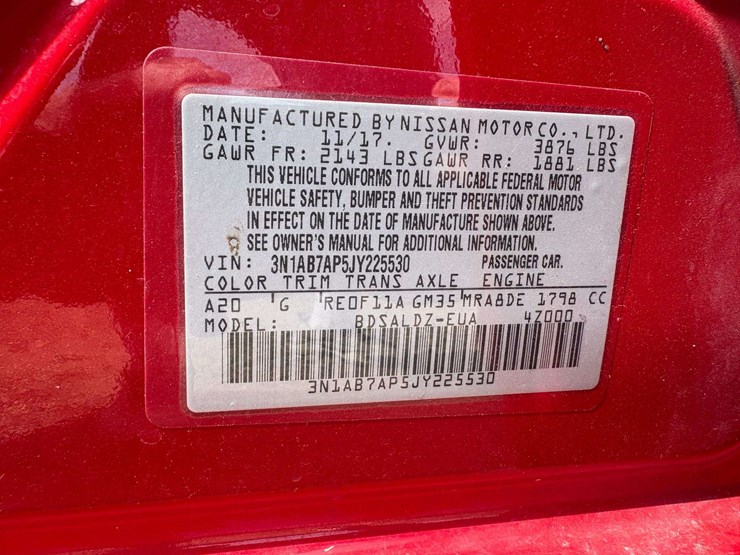 MANUFACTURED BY NISSAN MOTOR CO., LTD.
DATE: 11/17. GVWR: 3876 LBS
GAWR FR: 2143 LBS GAWR RR: 1881 LBS
THIS VEHICLE CONFORMS TO ALL APPLICABLE FEDERAL MOTOR
VEHICLE SAFETY, BUMPER AND THEFT PREVENTION STANDARDS
IN EFFECT ON THE DATE OF MANUFACTURE SHOWN ABOVE.
SEE OWNER'S MANUAL FOR ADDITIONAL INFORMATION.
VIN: 3N1AB7AP5JY225530 PASSENGER CAR.
COLOR TRIM TRANS AXLE ENGINE
A20 G RE0F11A GM35 MRA8DE 1798 CC
MODEL: BDSALDZ-EUA 4Z000
3N1AB7AP5JY225530